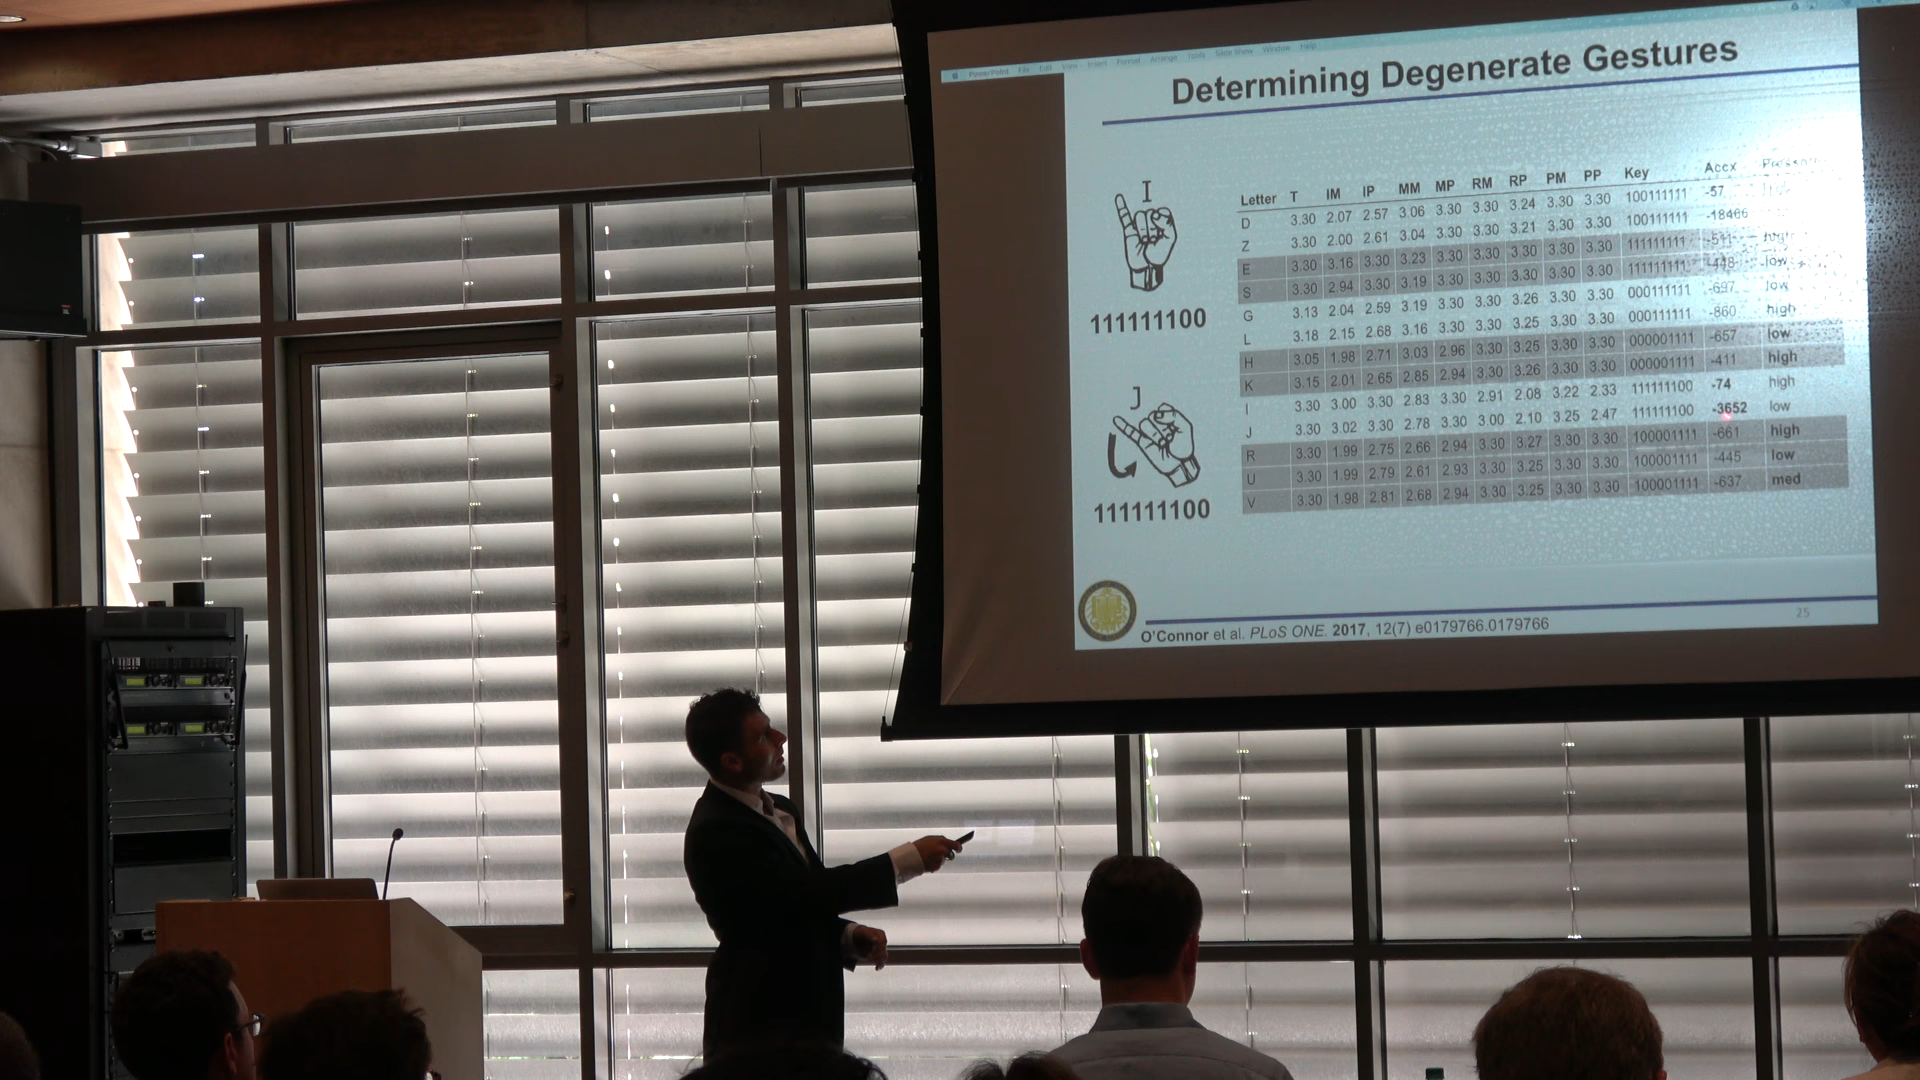 PowerPoint File Edit View Insert Format Arrange Tools Slide Show Window Help
Determining Degenerate Gestures
I
111111100
J
111111100
Letter T IM IP MM MP RM RP PM PP Key Accx
D 3.30 2.07 2.57 3.06 3.30 3.30 3.24 3.30 3.30 100111111 -57 high
Z 3.30 2.00 2.61 3.04 3.30 3.30 3.21 3.30 3.30 100111111 -18466
E 3.30 3.16 3.30 3.23 3.30 3.30 3.30 3.30 3.30 111111111 -511 high
S 3.30 2.94 3.30 3.19 3.30 3.30 3.30 3.30 3.30 111111111 -448 low
G 3.13 2.04 2.59 3.19 3.30 3.30 3.26 3.30 3.30 000111111 -697 low
L 3.18 2.15 2.68 3.16 3.30 3.30 3.25 3.30 3.30 000111111 -860 high
H 3.05 1.98 2.71 3.03 2.96 3.30 3.25 3.30 3.30 000001111 -657 low
K 3.15 2.01 2.65 2.85 2.94 3.30 3.26 3.30 3.30 000001111 -411 high
I 3.30 3.00 3.30 2.83 3.30 2.91 2.08 3.22 2.33 111111100 -74 high
J 3.30 3.02 3.30 2.78 3.30 3.00 2.10 3.25 2.47 111111100 -3652 low
R 3.30 1.99 2.75 2.66 2.94 3.30 3.27 3.30 3.30 100001111 -661 high
U 3.30 1.99 2.79 2.61 2.93 3.30 3.25 3.30 3.30 100001111 -445 low
V 3.30 1.98 2.81 2.68 2.94 3.30 3.25 3.30 3.30 100001111 -637 med
O'Connor et al. PLoS ONE. 2017, 12(7) e0179766.0179766
25